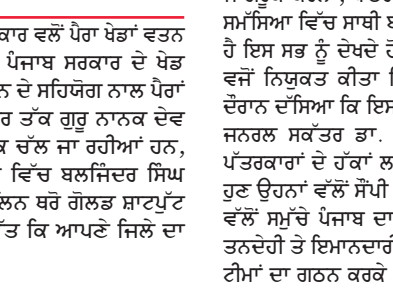 ਕਾਰ ਵਲੋਂ ਪੈਰਾ ਖੇਡਾਂ ਵਤਨ
ਪੰਜਾਬ ਸਰਕਾਰ ਦੇ ਖੇਡ
ਨ ਦੇ ਸਹਿਯੋਗ ਨਾਲ ਪੈਰਾਂ
ਰ ਤੱਕ ਗੁਰੂ ਨਾਨਕ ਦੇਵ
ਕ ਚੱਲ ਜਾ ਰਹੀਆਂ ਹਨ,
ਵਿੱਚ ਬਲਜਿੰਦਰ ਸਿੰਘ
ਲਨ ਥਰੋ ਗੋਲਡ ਸ਼ਾਟਪੁੱਟ
ੱਤ ਕਿ ਆਪਣੇ ਜਿਲੇ ਦਾ
ਸਮੱਸਿਆ ਵਿੱਚ ਸਾਥੀ
ਹੈ ਇਸ ਸਭ ਨੂੰ ਦੇਖਦੇ ਹੋ
ਵਜੋਂ ਨਿਯੁਕਤ ਕੀਤਾ
ਦੌਰਾਨ ਦੱਸਿਆ ਕਿ ਇਸ
ਜਨਰਲ ਸਕੱਤਰ ਡਾ.
ਪੱਤਰਕਾਰਾਂ ਦੇ ਹੱਕਾਂ ਲ
ਹੁਣ ਉਹਨਾਂ ਵੱਲੋਂ ਸੌਂਪੀ
ਵੱਲੋਂ ਸਮੁੱਚੇ ਪੰਜਾਬ ਦਾ
ਤਨਦੇਹੀ ਤੇ ਇਮਾਨਦਾਰੀ
ਟੀਮਾਂ ਦਾ ਗਠਨ ਕਰਕੇ